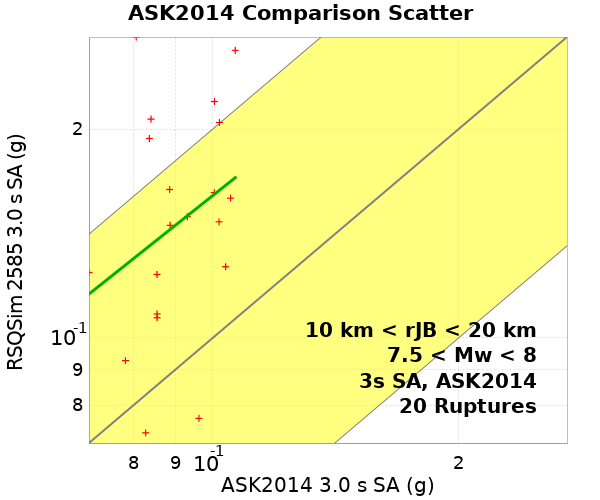 ASK2014 Comparison Scatter
RSQSim 2585 3.0 s SA (g)
2
10-1
9
8
10 km < rJB < 20 km
7.5 < Mw < 8
3s SA, ASK2014
20 Ruptures
8 9 10-1 2
ASK2014 3.0 s SA (g)